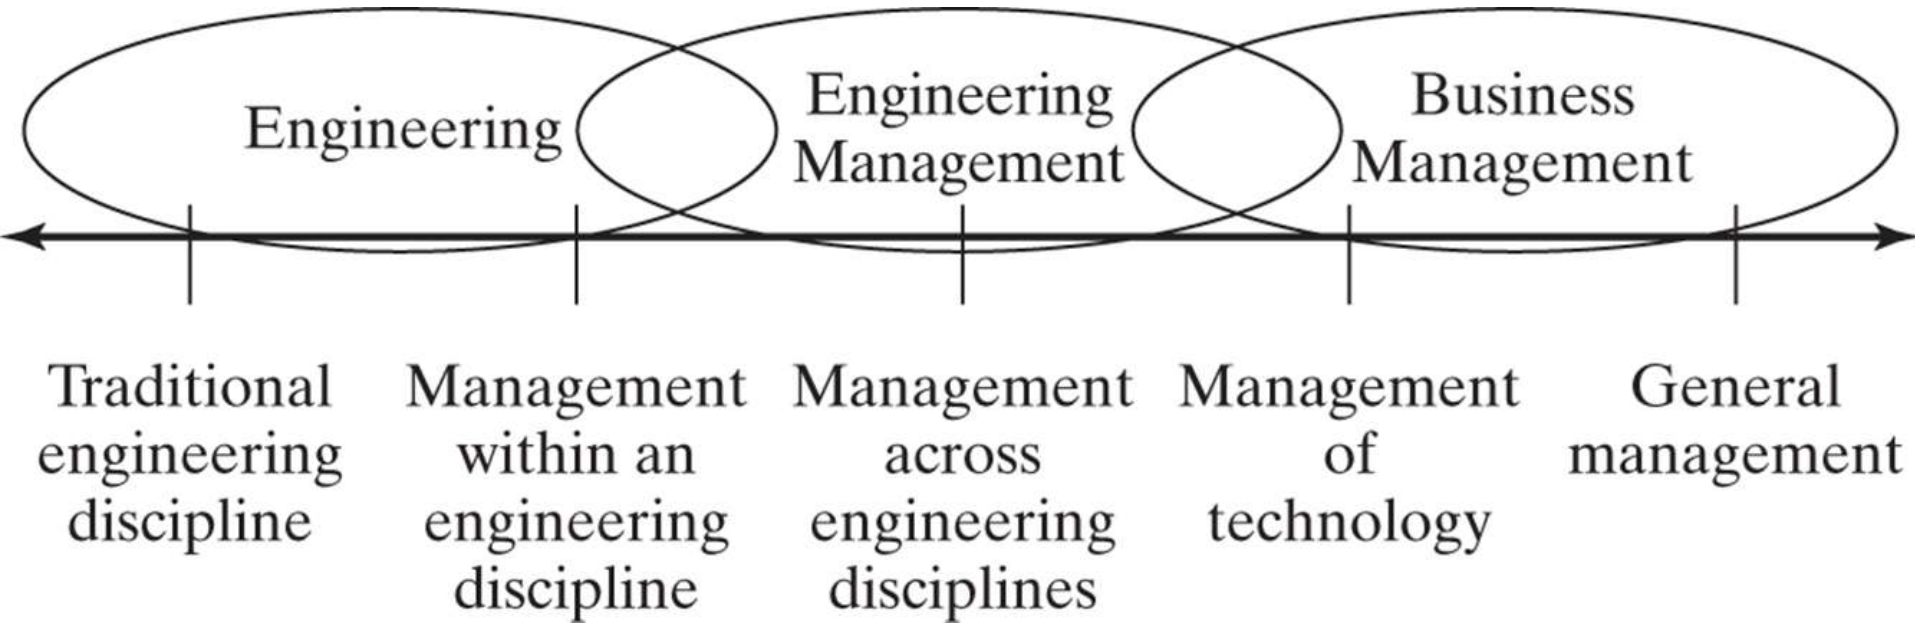 Engineering
Engineering
Management
Business
Management
Traditional
engineering
discipline
Management
within an
engineering
discipline
Management
across
engineering
disciplines
Management
of
technology
General
management